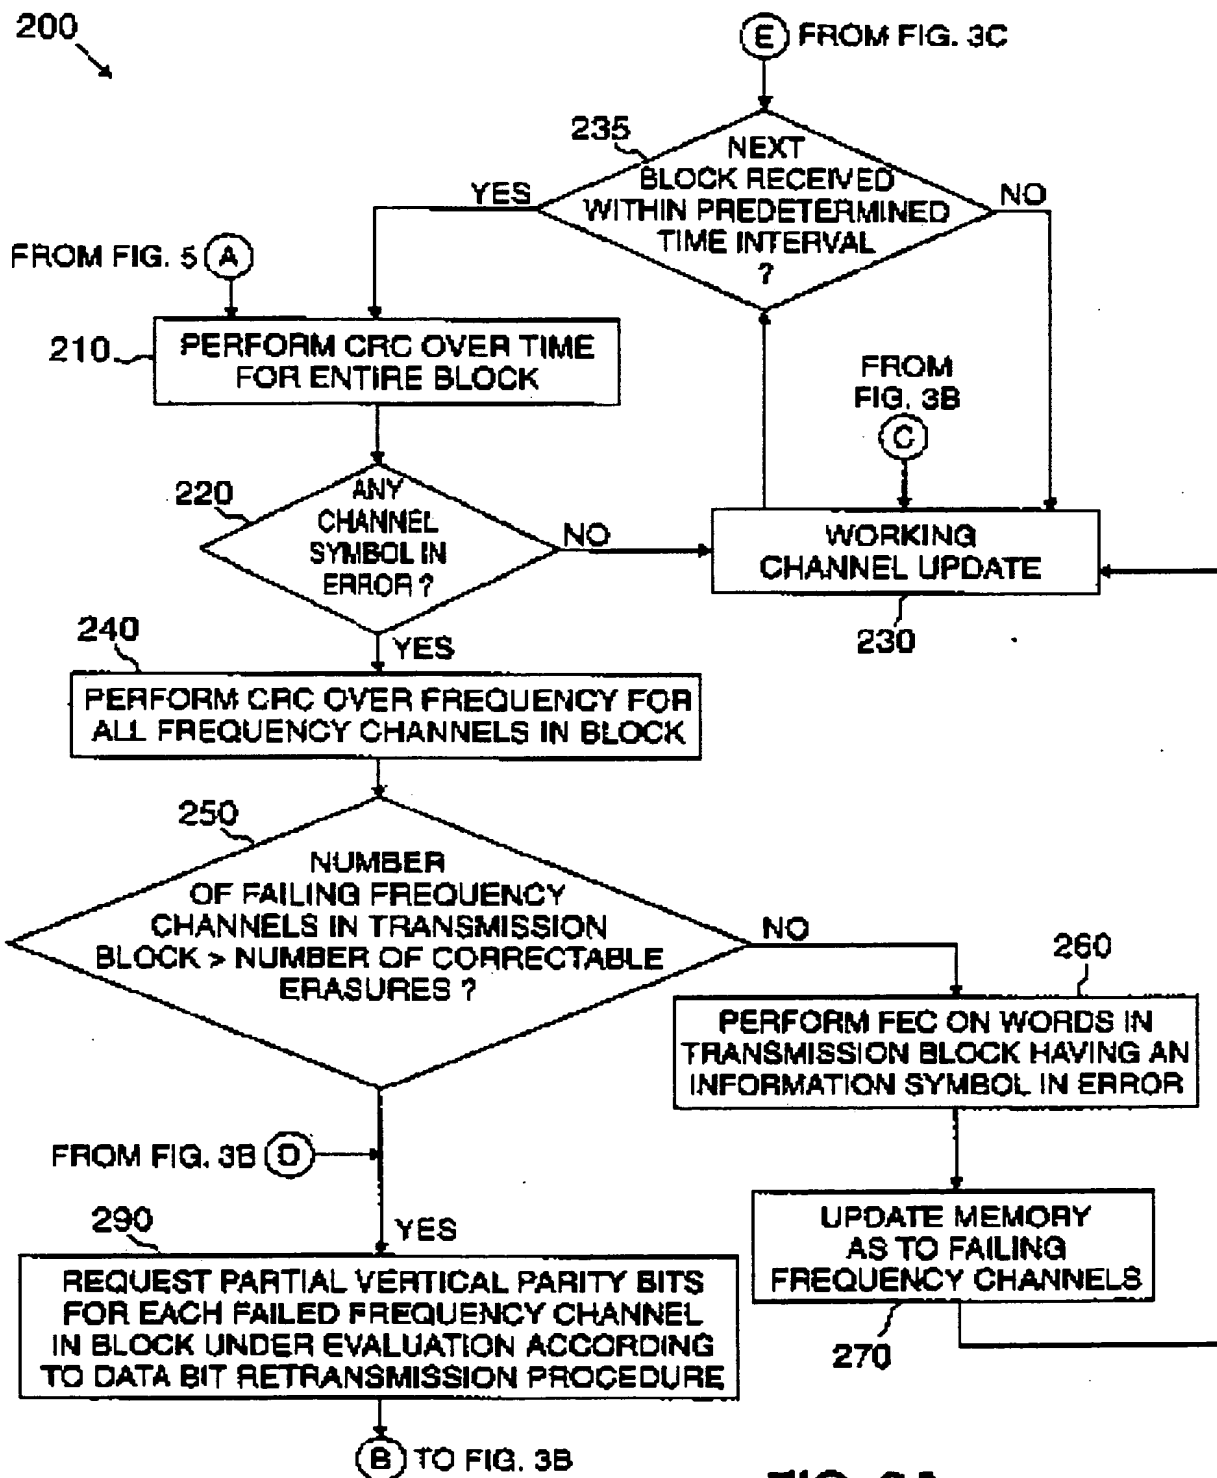 200
E FROM FIG. 3C
235
NEXT
BLOCK RECEIVED
WITHIN PREDETERMINED
TIME INTERVAL
?
YES
NO
FROM FIG. 5 A
210
PERFORM CRC OVER TIME
FOR ENTIRE BLOCK
FROM
FIG. 3B
C
220
ANY
CHANNEL
SYMBOL IN
ERROR ?
NO
WORKING
CHANNEL UPDATE
230
240
YES
PERFORM CRC OVER FREQUENCY FOR
ALL FREQUENCY CHANNELS IN BLOCK
250
NUMBER
OF FAILING FREQUENCY
CHANNELS IN TRANSMISSION
BLOCK > NUMBER OF CORRECTABLE
ERASURES ?
NO
260
PERFORM FEC ON WORDS IN
TRANSMISSION BLOCK HAVING AN
INFORMATION SYMBOL IN ERROR
FROM FIG. 3B D
290
YES
UPDATE MEMORY
AS TO FAILING
FREQUENCY CHANNELS
270
REQUEST PARTIAL VERTICAL PARITY BITS
FOR EACH FAILED FREQUENCY CHANNEL
IN BLOCK UNDER EVALUATION ACCORDING
TO DATA BIT RETRANSMISSION PROCEDURE
B TO FIG. 3B